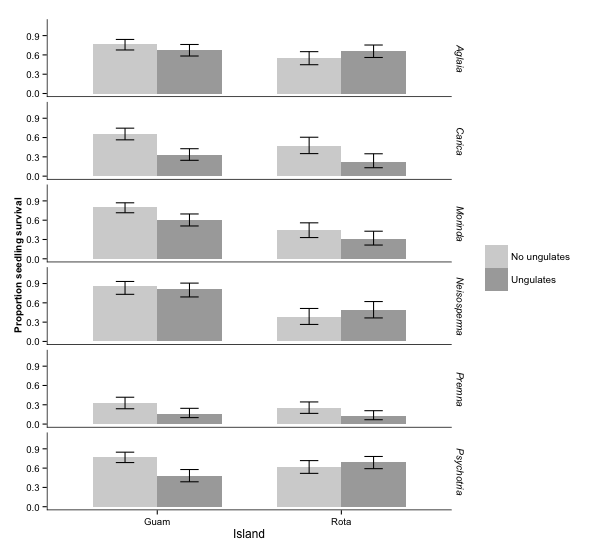 Proportion seedling survival
0.9
0.6
0.3
0.0
Aglaia
0.9
0.6
0.3
0.0
Carica
0.9
0.6
0.3
0.0
Morinda
0.9
0.6
0.3
0.0
Neisosperma
0.9
0.6
0.3
0.0
Premna
0.9
0.6
0.3
0.0
Psychotria
Guam
Rota
Island
No ungulates
Ungulates